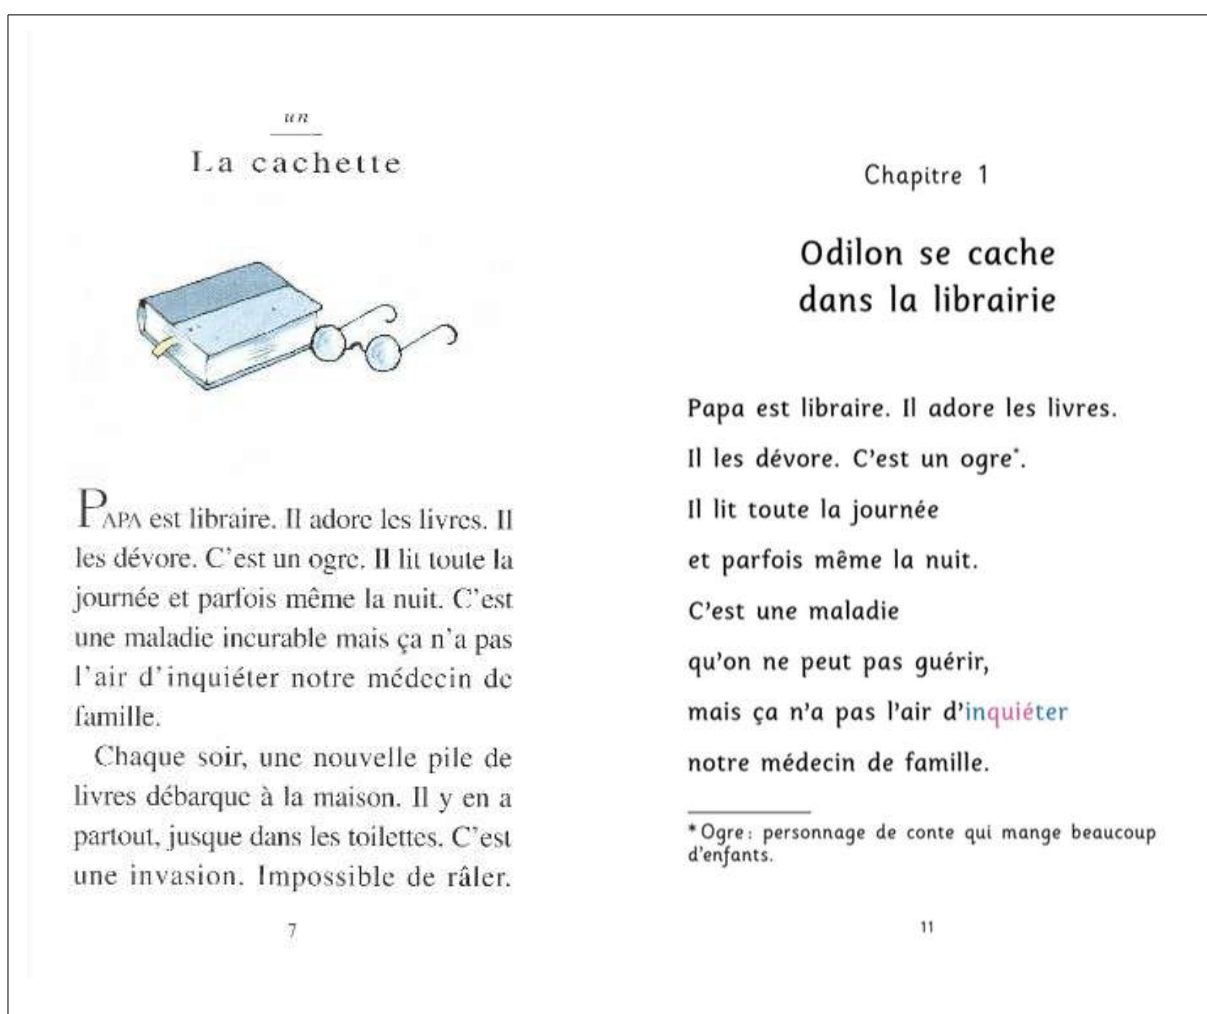 un
La cachette
PAPA est libraire. Il adore les livres. Il
les dévore. C'est un ogre. Il lit toute la
journée et parfois même la nuit. C'est
une maladie incurable mais ça n'a pas
l'air d'inquiéter notre médecin de
famille.
Chaque soir, une nouvelle pile de
livres débarque à la maison. Il y en a
partout, jusque dans les toilettes. C'est
une invasion. Impossible de râler.
7
Chapitre 1
Odilon se cache
dans la librairie
Papa est libraire. Il adore les livres.
Il les dévore. C'est un ogre*.
Il lit toute la journée
et parfois même la nuit.
C'est une maladie
qu'on ne peut pas guérir,
mais ça n'a pas l'air d'inquiéter
notre médecin de famille.
* Ogre : personnage de conte qui mange beaucoup
d'enfants.
11